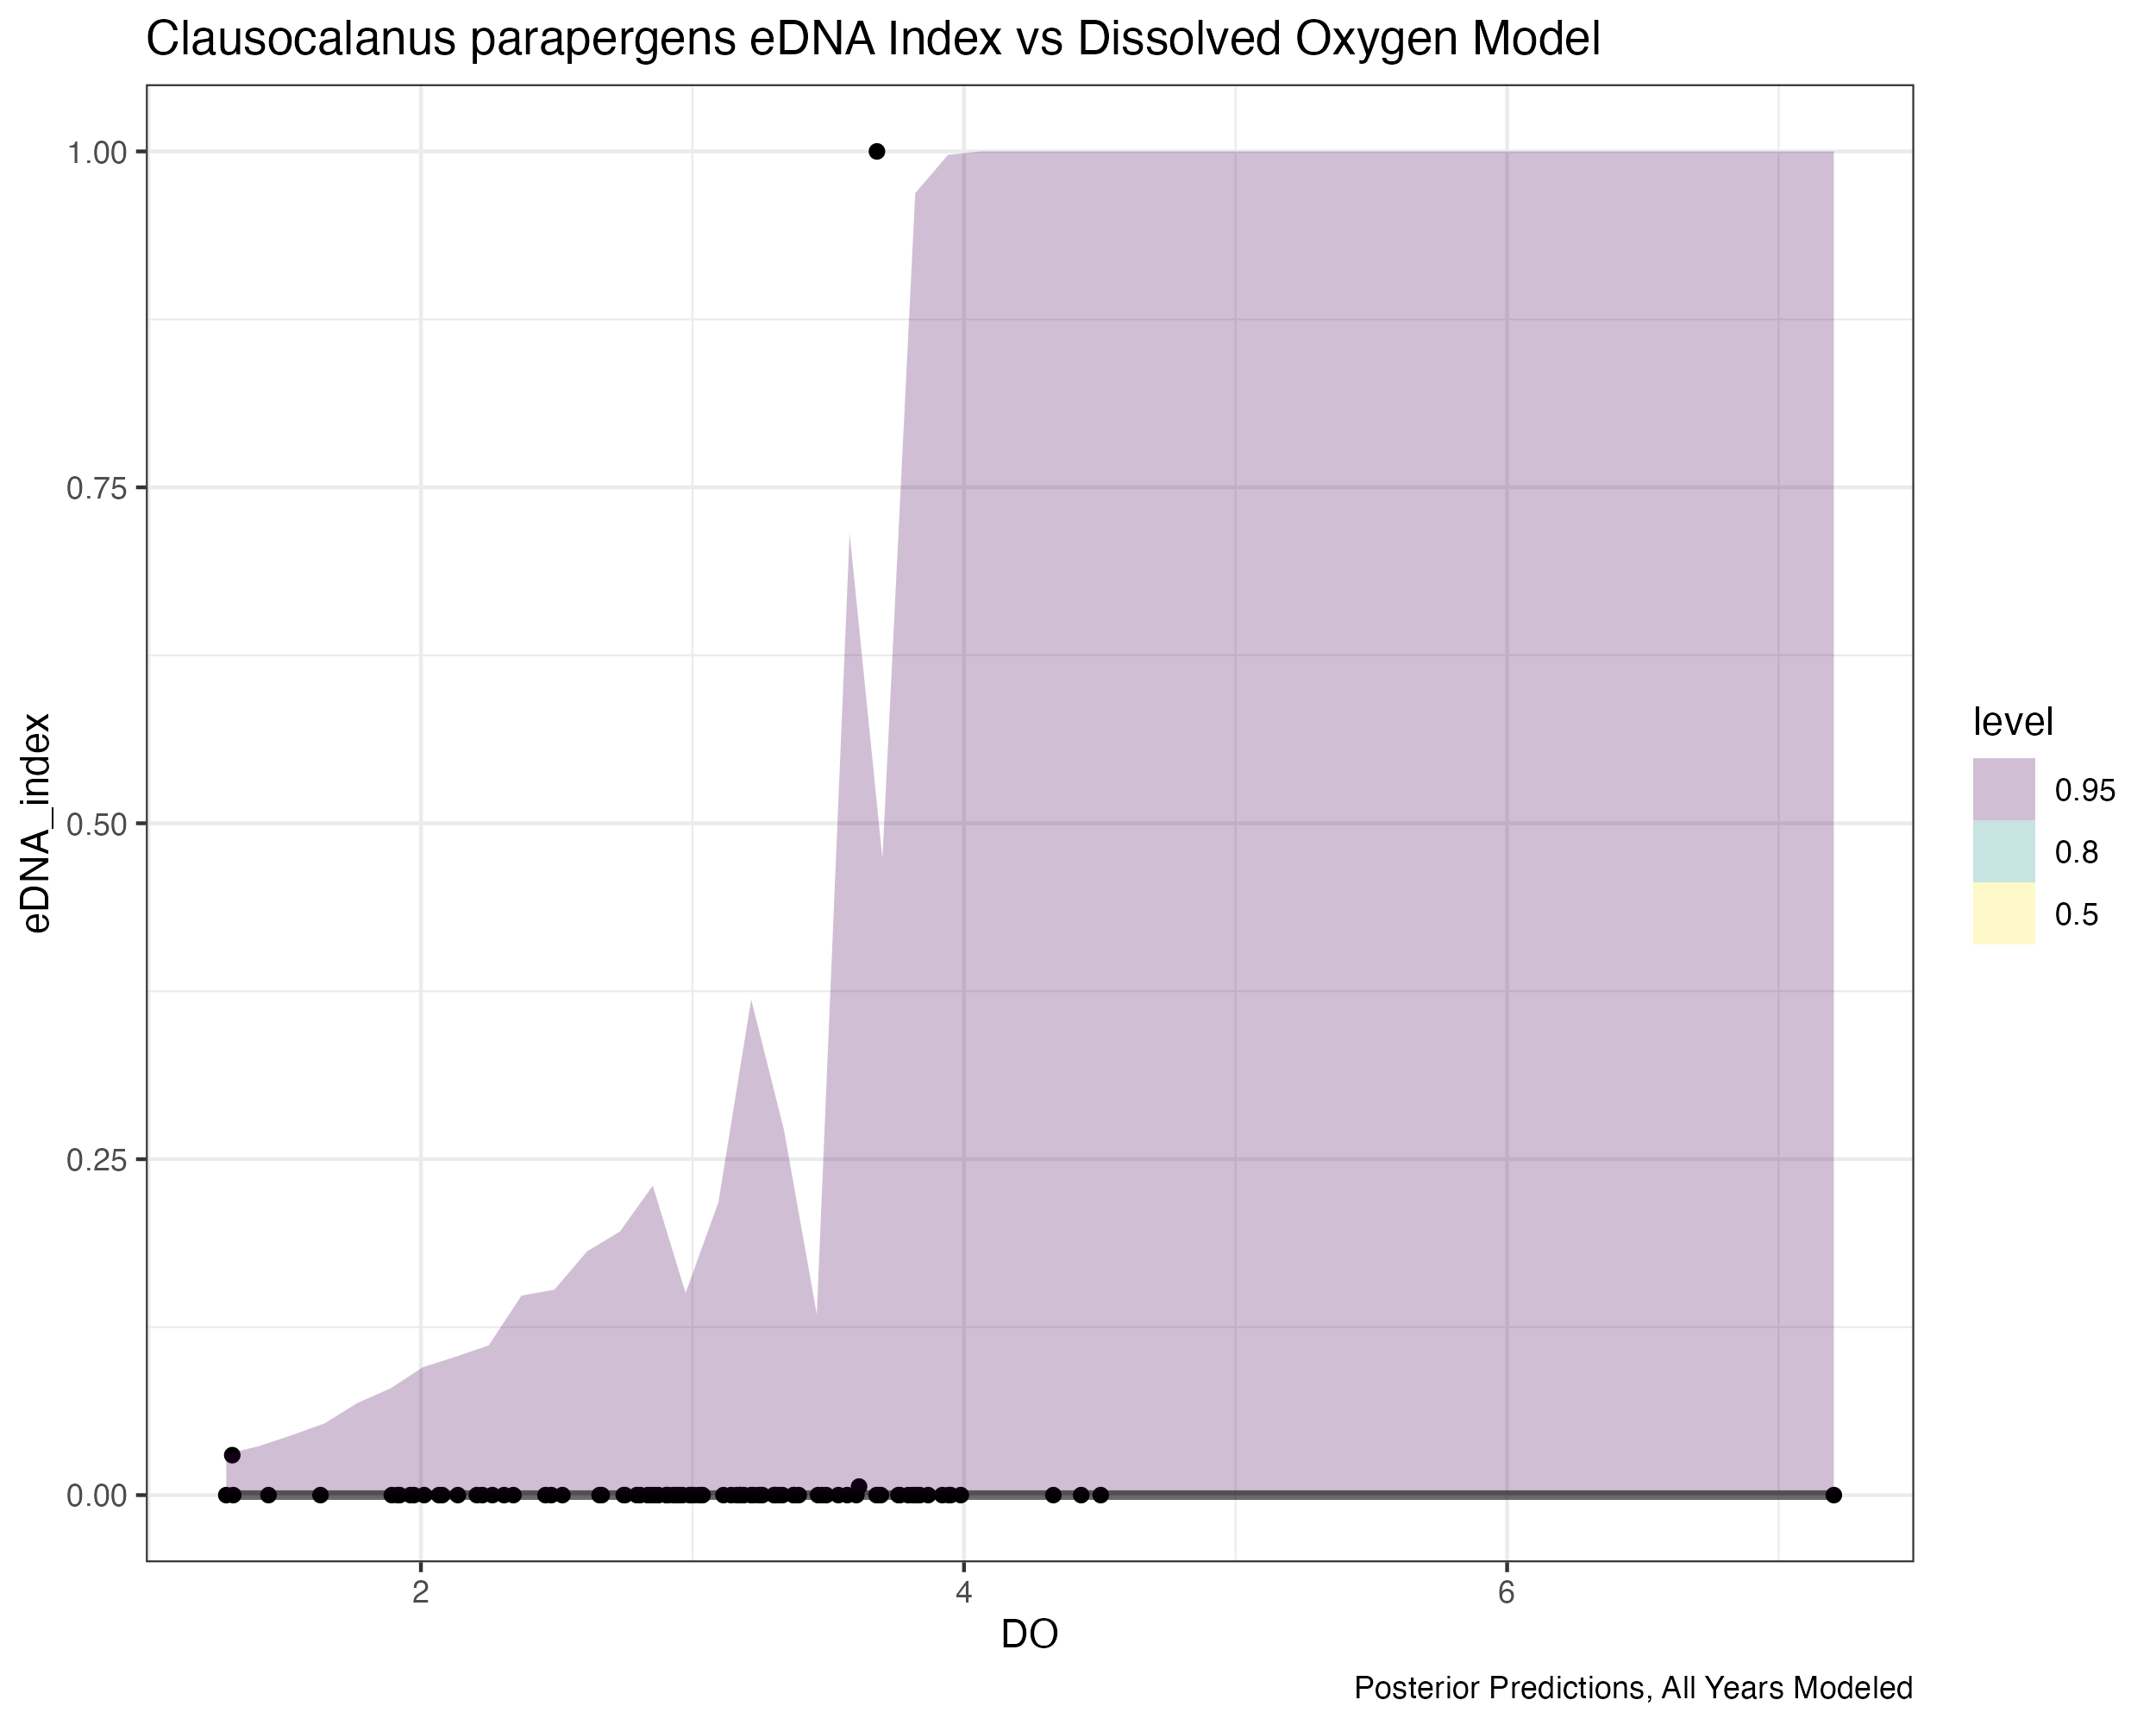 Clausocalanus parapergens eDNA Index vs Dissolved Oxygen Model
1.00
0.75
0.50
0.25
0.00
eDNA_index
2
4
6
DO
level
0.95
0.8
0.5
Posterior Predictions, All Years Modeled